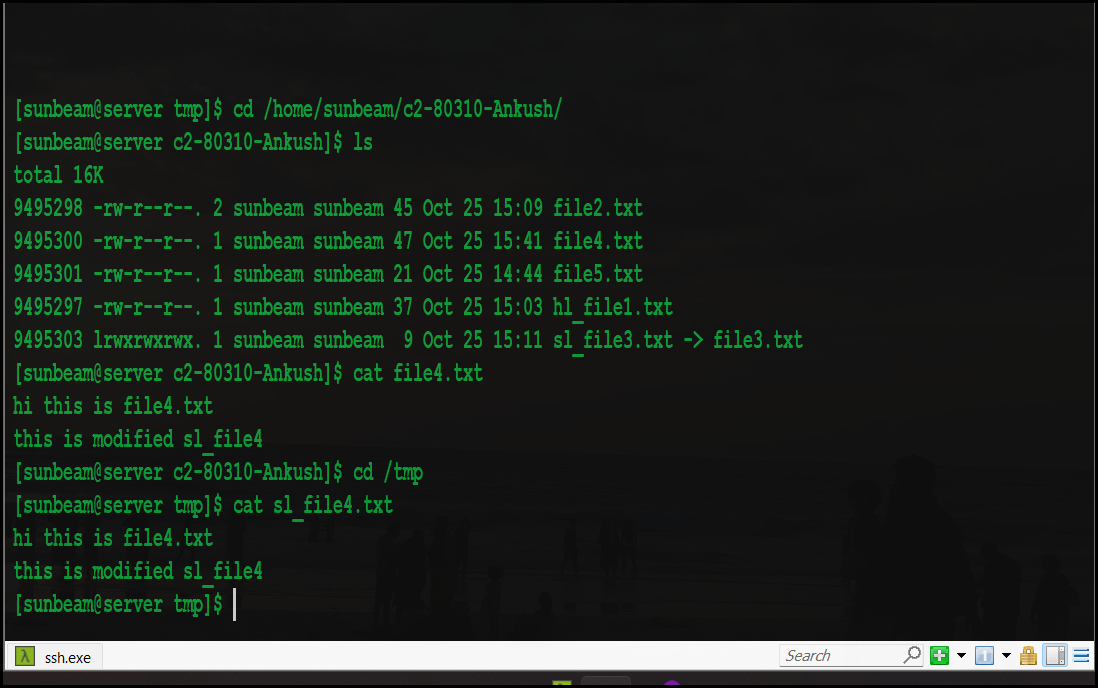 [sunbeam@server tmp]$ cd /home/sunbeam/c2-80310-Ankush/
[sunbeam@server c2-80310-Ankush]$ ls
total 16K
9495298 -rw-r--r--. 2 sunbeam sunbeam 45 Oct 25 15:09 file2.txt
9495300 -rw-r--r--. 1 sunbeam sunbeam 47 Oct 25 15:41 file4.txt
9495301 -rw-r--r--. 1 sunbeam sunbeam 21 Oct 25 14:44 file5.txt
9495297 -rw-r--r--. 1 sunbeam sunbeam 37 Oct 25 15:03 hl_file1.txt
9495303 lrwxrwxrwx. 1 sunbeam sunbeam  9 Oct 25 15:11 sl_file3.txt -> file3.txt
[sunbeam@server c2-80310-Ankush]$ cat file4.txt
hi this is file4.txt
this is modified sl_file4
[sunbeam@server c2-80310-Ankush]$ cd /tmp
[sunbeam@server tmp]$ cat sl_file4.txt
hi this is file4.txt
this is modified sl_file4
[sunbeam@server tmp]$
λ ssh.exe Search